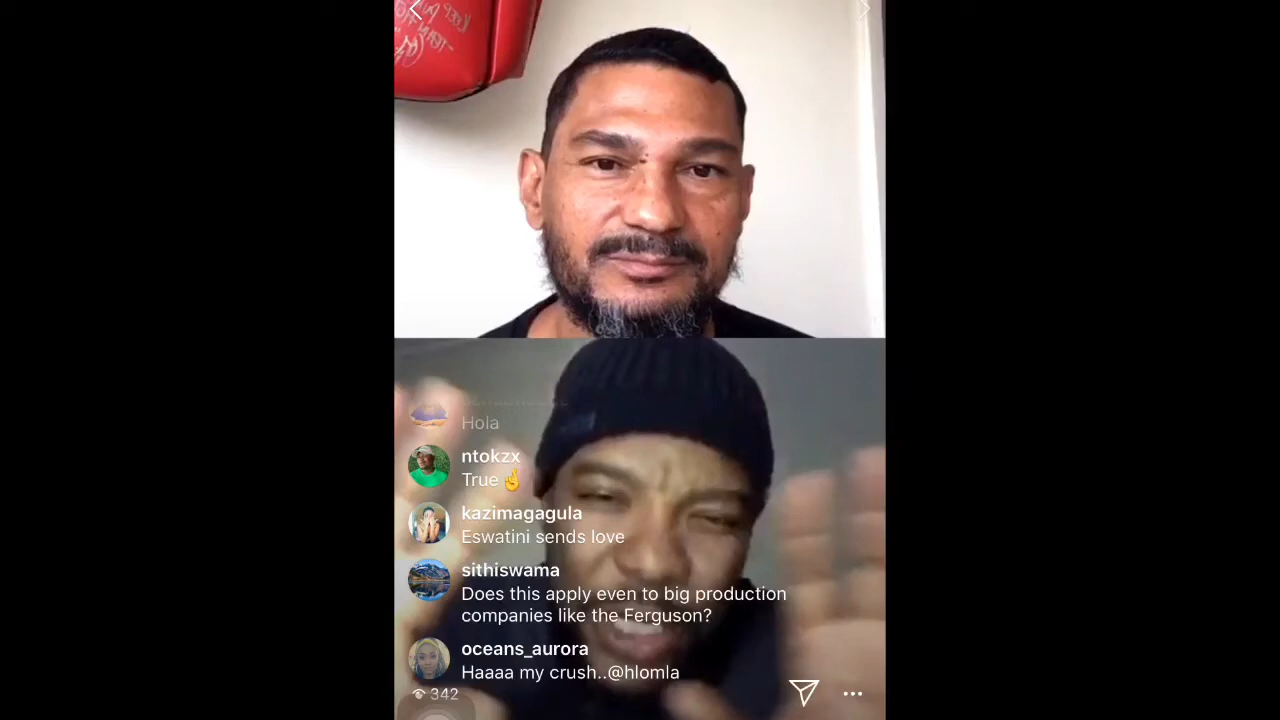 Hola
ntokzx
True✌️
kazimagagula
Eswatini sends love
sithiswama
Does this apply even to big production
companies like the Ferguson?
oceans_aurora
Haaaa my crush..@hlomla
342